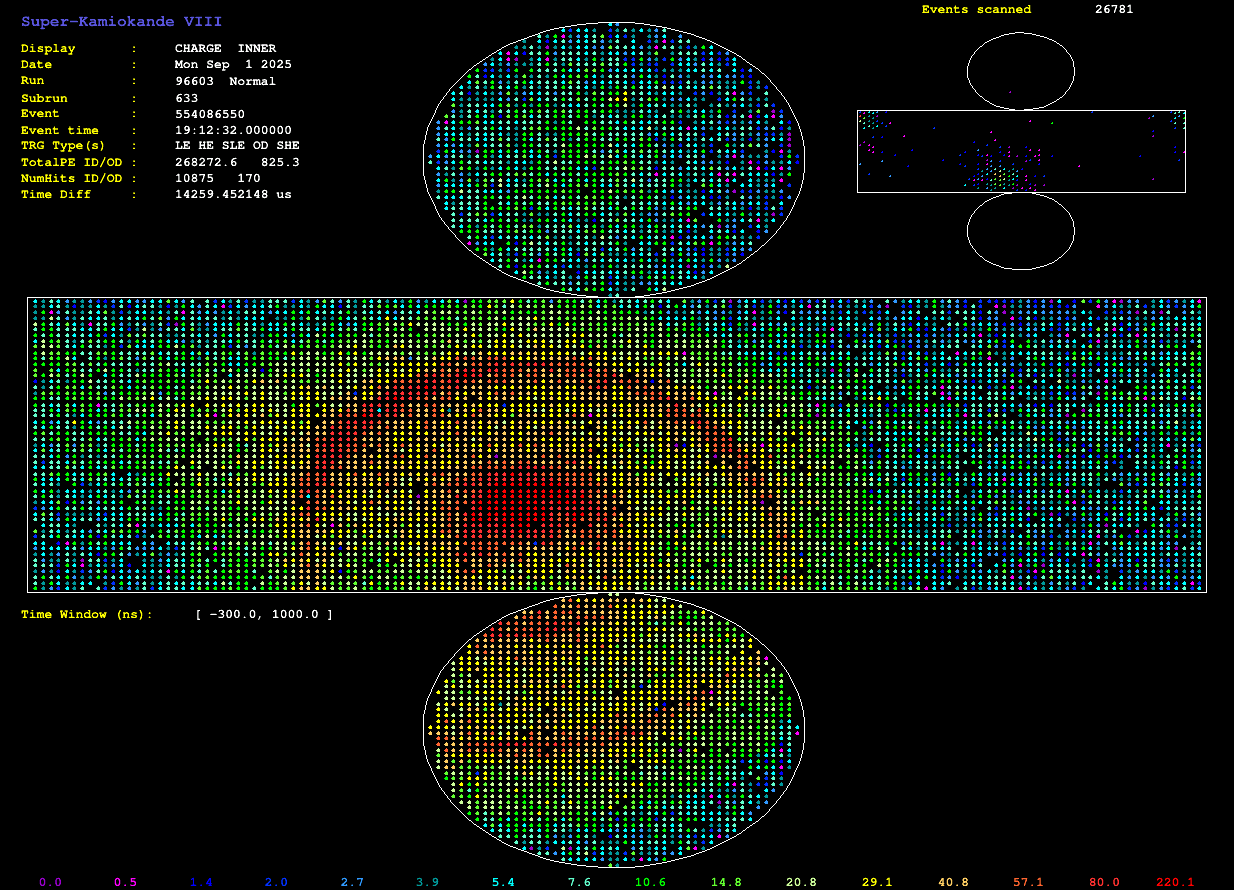 Super-Kamiokande VIII
Display : CHARGE INNER
Date : Mon Sep 1 2025
Run : 96603 Normal
Subrun : 633
Event : 554086550
Event time : 19:12:32.000000
TRG Type(s) : LE HE SLE OD SHE
TotalPE ID/OD : 268272.6 825.3
NumHits ID/OD : 10875 170
Time Diff : 14259.452148 us
Events scanned 26781
Time Window (ns): [ -300.0, 1000.0 ]
0.0 0.5 1.4 2.0 2.7 3.9 5.4 7.6 10.6 14.8 20.8 29.1 40.8 57.1 80.0 220.1